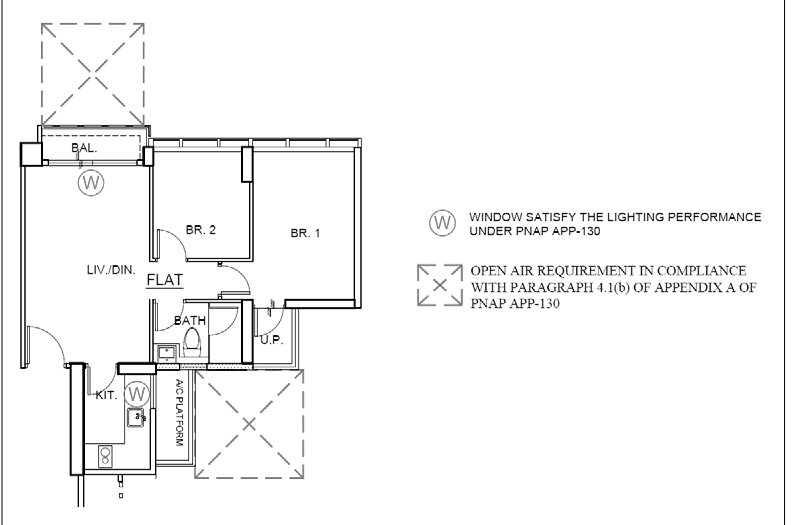 BAL.
W
BR. 2
BR. 1
LIV./DIN.
FLAT
BATH
U.P.
KIT.
W
A/C PLATFORM
W
WINDOW SATISFY THE LIGHTING PERFORMANCE
UNDER PNAP APP-130
OPEN AIR REQUIREMENT IN COMPLIANCE
WITH PARAGRAPH 4.1(b) OF APPENDIX A OF
PNAP APP-130